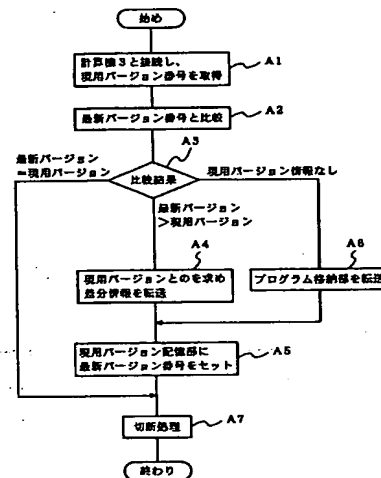 始め
計算機3と接続し、
現用バージョン番号を取得
A1
最新バージョン番号と比較
A2
A3
比較結果
最新バージョン
=現用バージョン
現用バージョン情報なし
最新バージョン
>現用バージョン
A4
現用バージョンとのを求め
差分情報を転送
A6
プログラム格納部を転送
現用バージョン記憶部に
最新バージョン番号をセット
A5
切断処理
A7
終わり